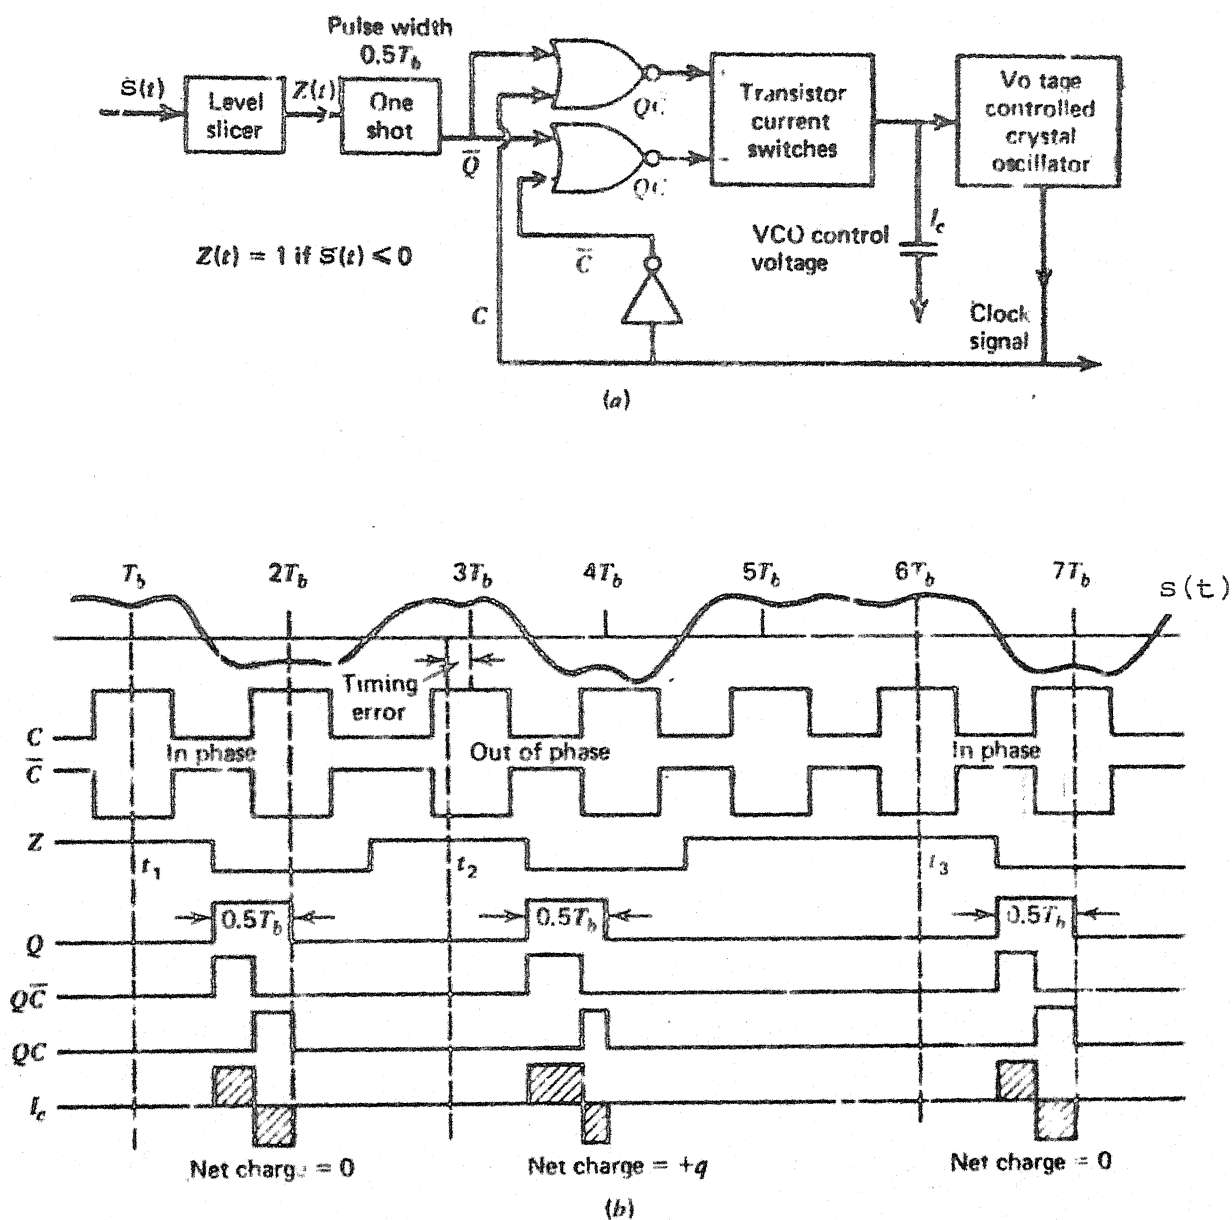 Pulse width
0.5T_b
S(t)
Level
slicer
Z(t)
One
shot
Q̄
QC̄
QC
Transistor
current
switches
Vo tage
controlled
crystal
oscillator
Z(t) = 1 if s̄(t) ⩽ 0
C̄
C
VCO control
voltage
I_c
Clock
signal
(a)
T_b 2T_b 3T_b 4T_b 5T_b 6T_b 7T_b
s(t)
Timing
error
C
In phase Out of phase In phase
C̄
Z
t₁ t₂ t₃
0.5T_b 0.5T_b 0.5T_b
Q
QC̄
QC
I_c
Net charge = 0 Net charge = +q Net charge = 0
(b)